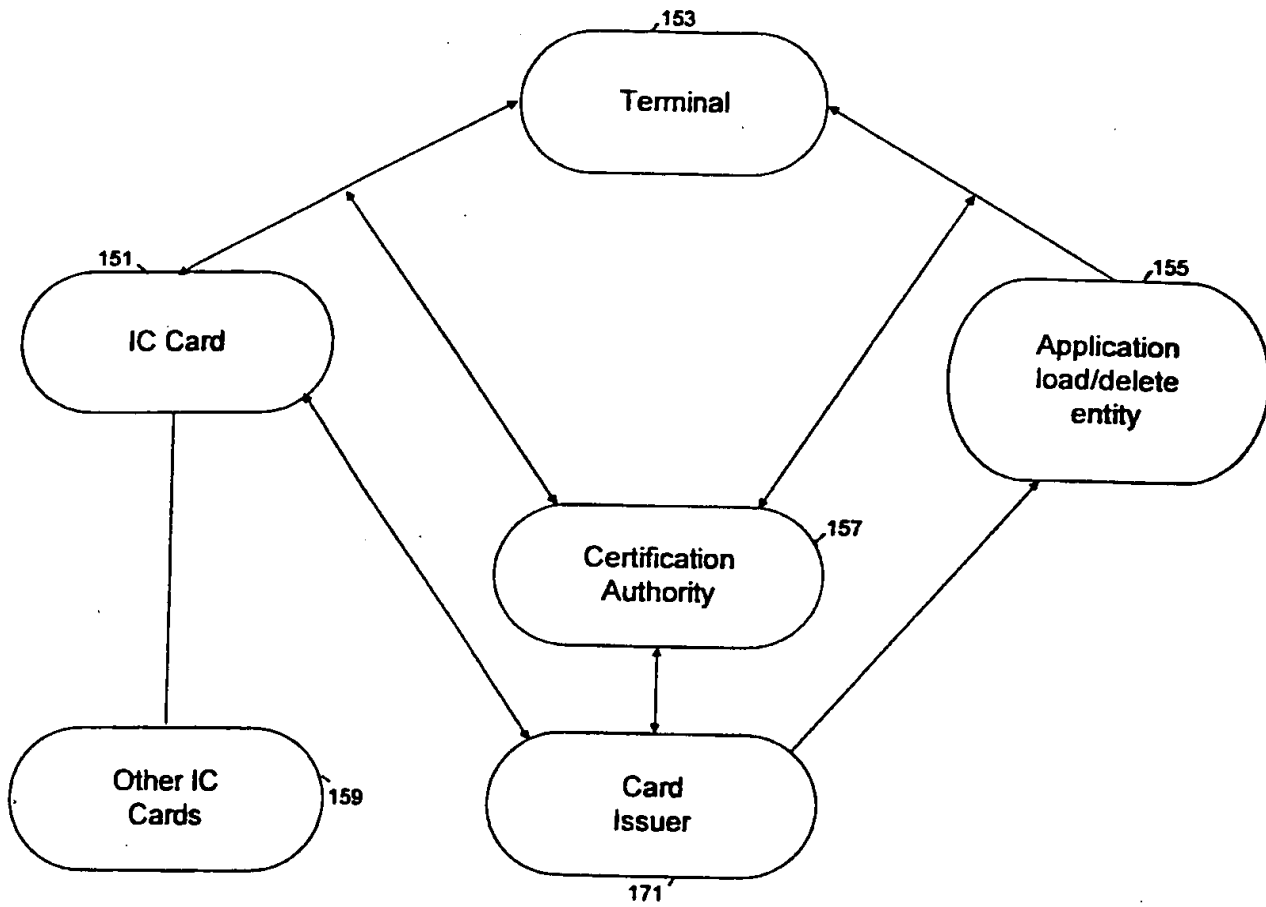 153
Terminal
151
IC Card
155
Application
load/delete
entity
157
Certification
Authority
Other IC
Cards
159
Card
Issuer
171